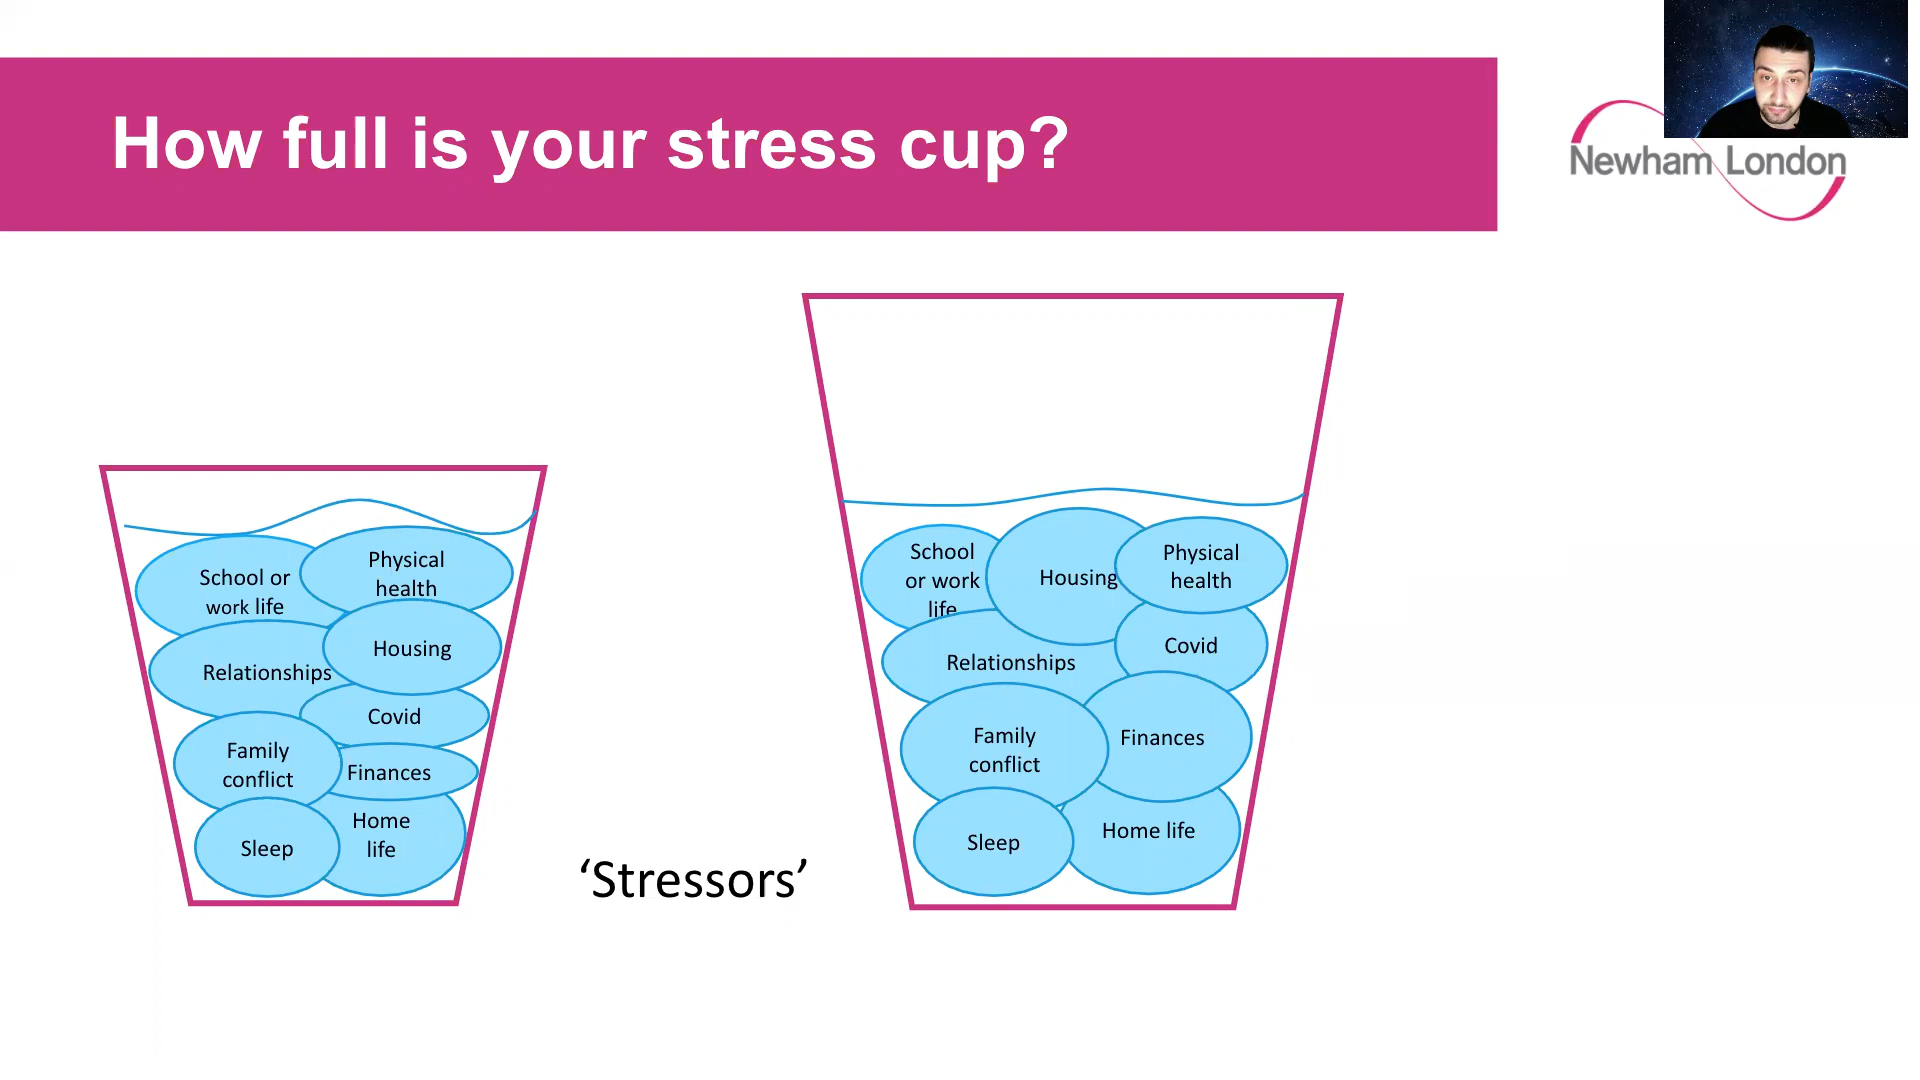 How full is your stress cup?
Newham London
School or
work life
Physical
health
Relationships
Housing
Covid
Family
conflict
Finances
Sleep
Home
life
‘Stressors’
School
or work
life
Housing
Physical
health
Relationships
Covid
Family
conflict
Finances
Sleep
Home life